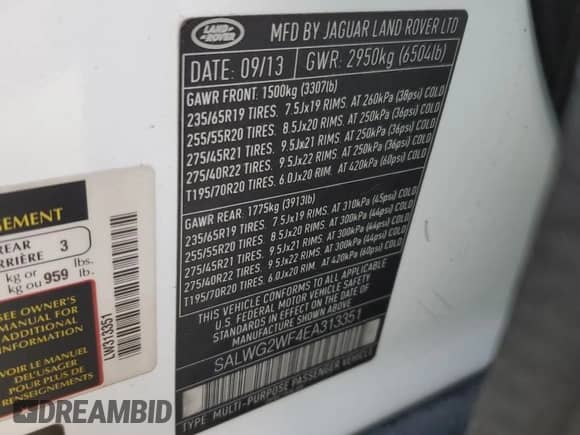 LAND-
ROVER
MFD BY JAGUAR LAND ROVER LTD
DATE: 09/13
GWR: 2950kg (6504lb)
GAWR FRONT: 1500kg (3307lb)
235/65R19 TIRES. 7.5Jx19 RIMS. AT 260kPa (38psi) COLD
255/55R20 TIRES. 8.5Jx20 RIMS. AT 250kPa (36psi) COLD
275/45R21 TIRES. 9.5Jx21 RIMS. AT 250kPa (36psi) COLD
275/40R22 TIRES. 9.5Jx22 RIMS. AT 250kPa (36psi) COLD
T195/70R20 TIRES. 6.0Jx20 RIM. AT 420kPa (60psi) COLD
GAWR REAR: 1775kg (3913lb)
235/65R19 TIRES. 7.5Jx19 RIMS. AT 310kPa (45psi) COLD
255/55R20 TIRES. 8.5Jx20 RIMS. AT 300kPa (44psi) COLD
275/45R21 TIRES. 9.5Jx21 RIMS. AT 300kPa (44psi) COLD
275/40R22 TIRES. 9.5Jx22 RIMS. AT 300kPa (44psi) COLD
T195/70R20 TIRES. 6.0Jx20 RIM. AT 420kPa (60psi) COLD
THIS VEHICLE CONFORMS TO ALL APPLICABLE
U.S. FEDERAL MOTOR VEHICLE SAFETY AND
THEFT PREVENTION STANDARDS IN EFFECT ON
THE DATE OF MANUFACTURE SHOWN ABOVE
SALWG2WF4EA313351
TYPE: MULTI-PURPOSE PASSENGER VEHICLE
GEMENT
REAR
RRIÈRE 3
kg or lbs.
kg ou 959 lb.
SEE OWNER'S
MANUAL FOR
ADDITIONAL
INFORMATION
VOIR LE MANUEL
DE L'USAGER
POUR PLUS DE
RENSEIGNEMENTS
LW313351
DREAMBID